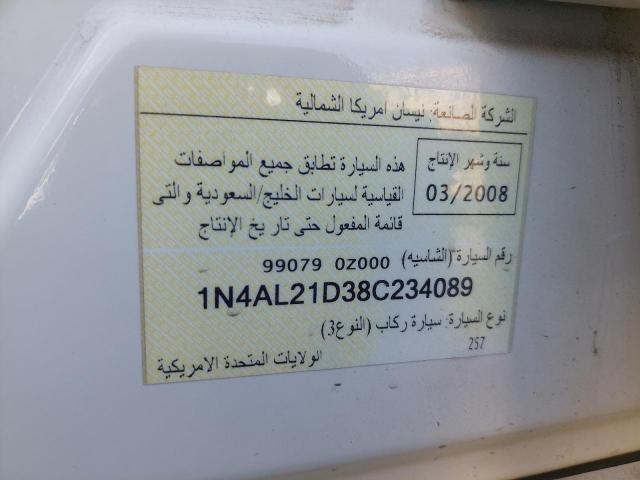 الشركة الصانعة: نيسان امريكا الشمالية
سنة وشهر الإنتاج
03/2008
هذه السيارة تطابق جميع المواصفات
القياسية لسيارات الخليج/السعودية والتى
قائمة المفعول حتى تاريخ الإنتاج
رقم السيارة (الشاسيه) 99079 0Z000
1N4AL21D38C234089
نوع السيارة: سيارة ركاب (النوع3)
257
الولايات المتحدة الامريكية